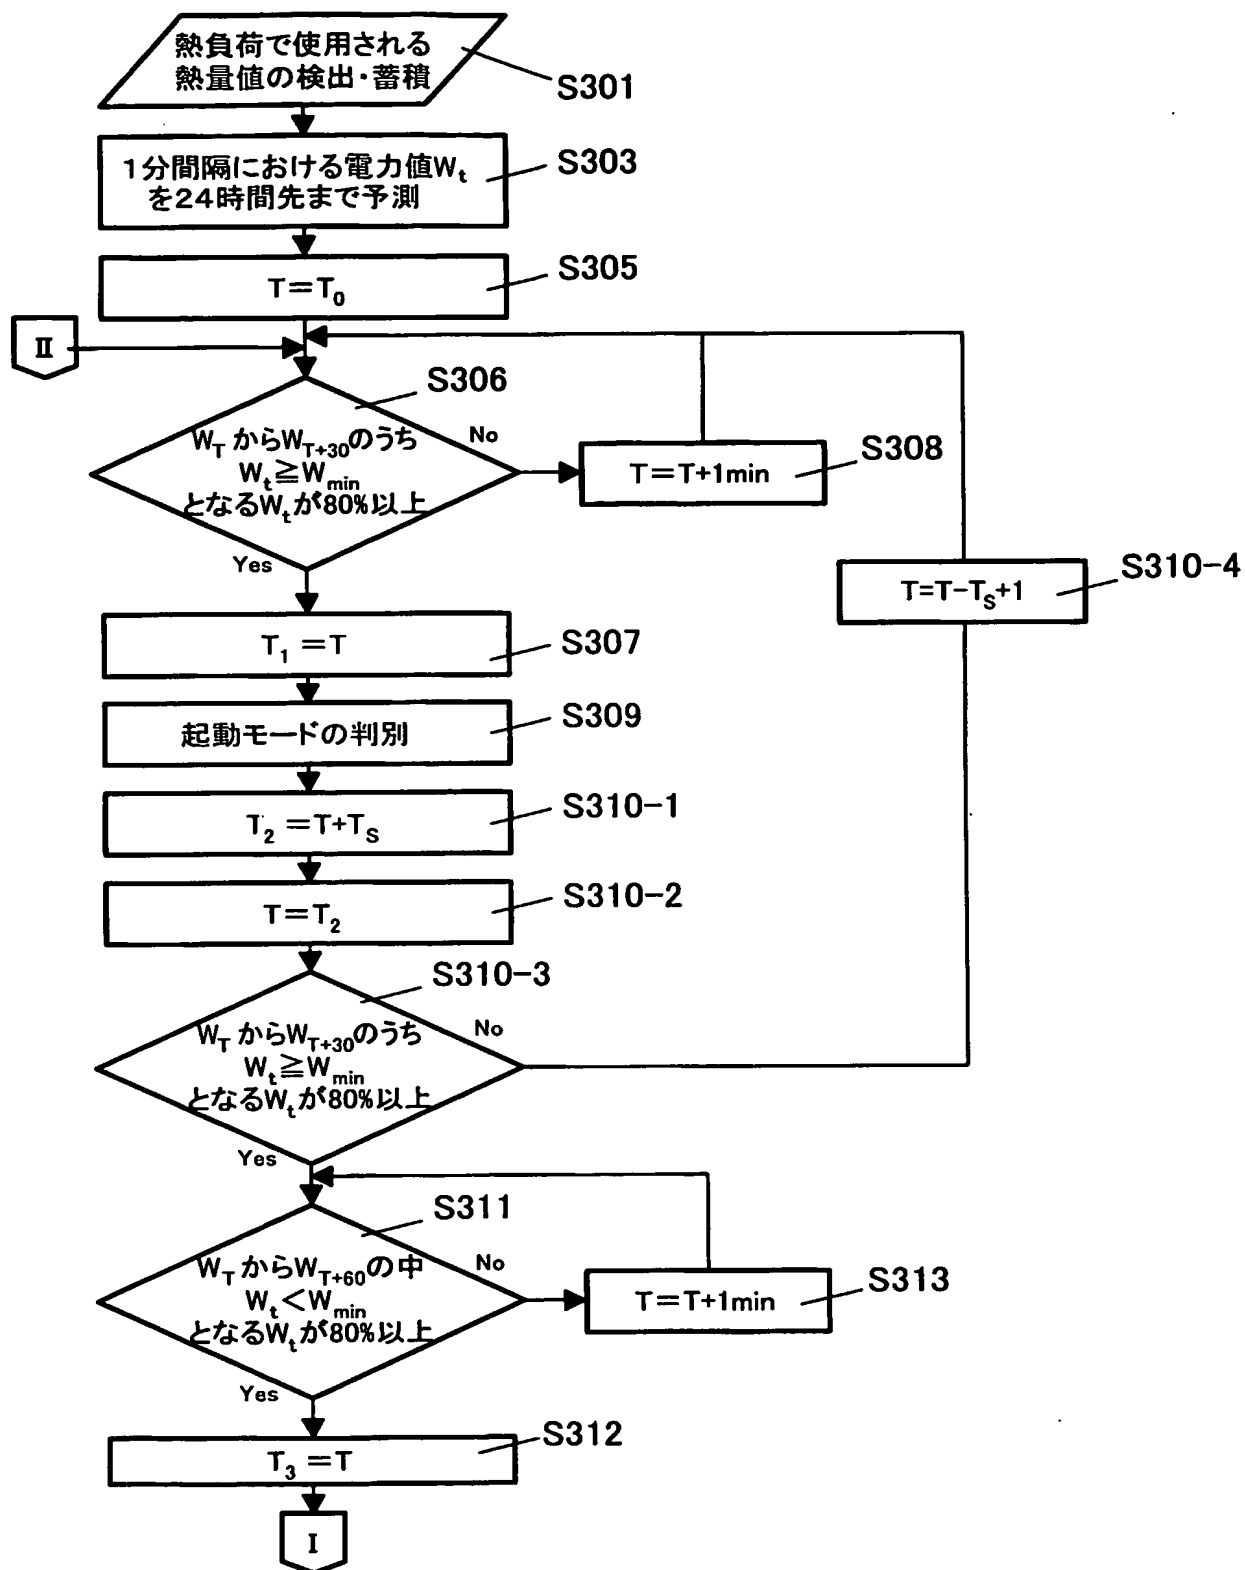 熱負荷で使用される
熱量値の検出・蓄積
S301
1分間隔における電力値Wt
を24時間先まで予測
S303
T=T0
S305
II
S306
WTからWT+30のうち
Wt≧Wmin
となるWtが80%以上
No
Yes
T=T+1min
S308
T=T-TS+1
S310-4
T1=T
S307
起動モードの判別
S309
T2=T+TS
S310-1
T=T2
S310-2
S310-3
WTからWT+30のうち
Wt≧Wmin
となるWtが80%以上
No
Yes
S311
WTからWT+60の中
Wt<Wmin
となるWtが80%以上
No
Yes
T=T+1min
S313
T3=T
S312
I